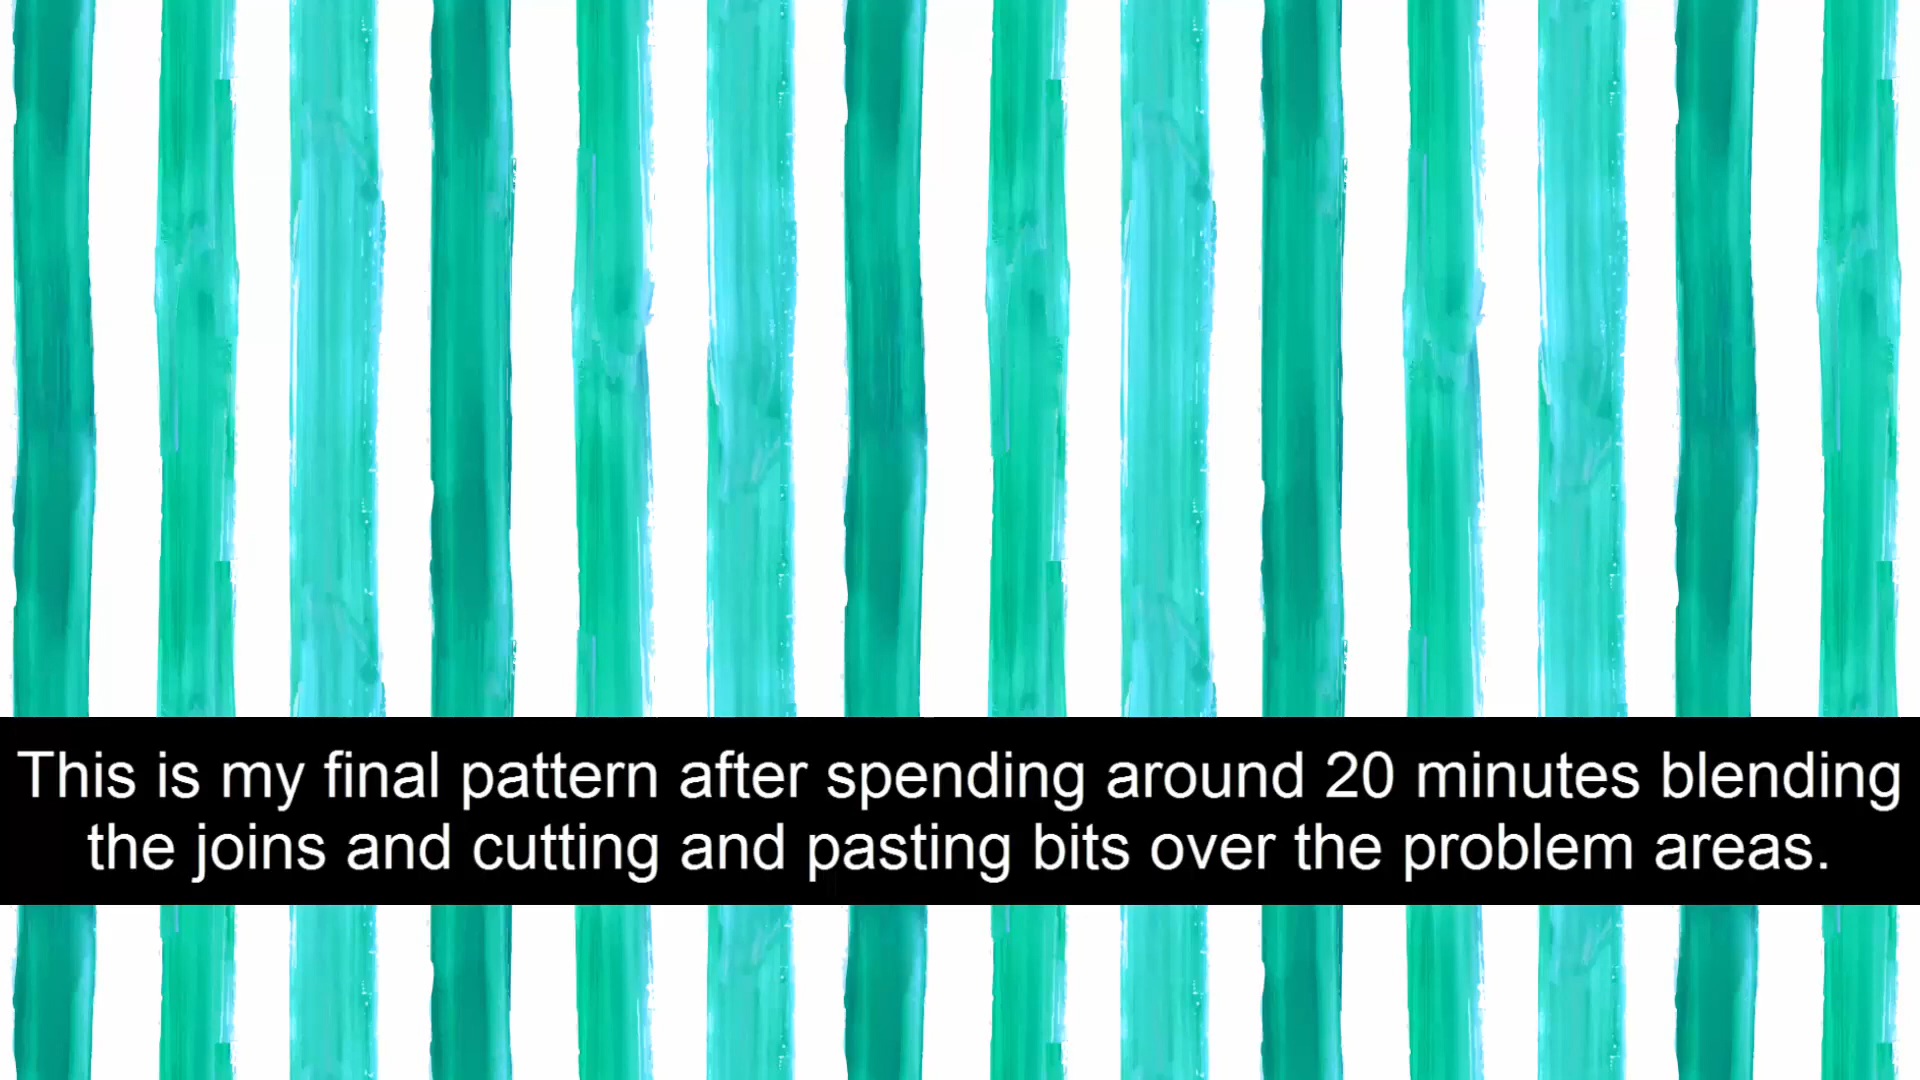 This is my final pattern after spending around 20 minutes blending
the joins and cutting and pasting bits over the problem areas.